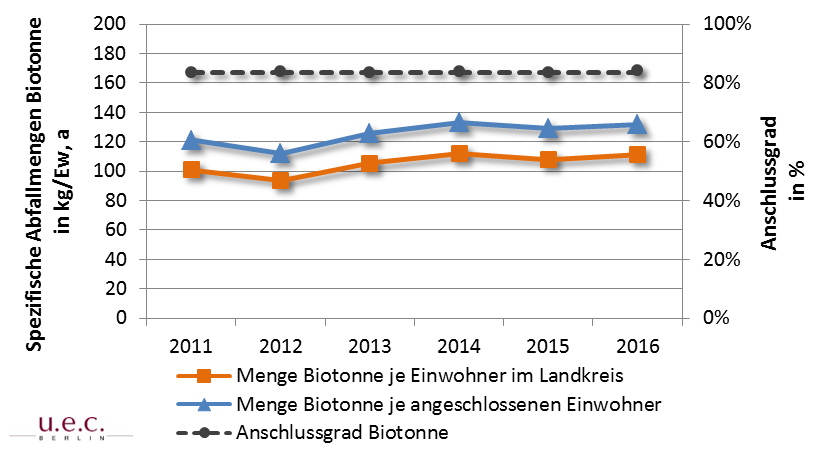 Spezifische Abfallmengen Biotonne
in kg/Ew, a
200
180
160
140
120
100
80
60
40
20
0
100%
80%
60%
40%
20%
0%
Anschlussgrad
in %
2011 2012 2013 2014 2015 2016
Menge Biotonne je Einwohner im Landkreis
Menge Biotonne je angeschlossenen Einwohner
Anschlussgrad Biotonne
u.e.c.
BERLIN